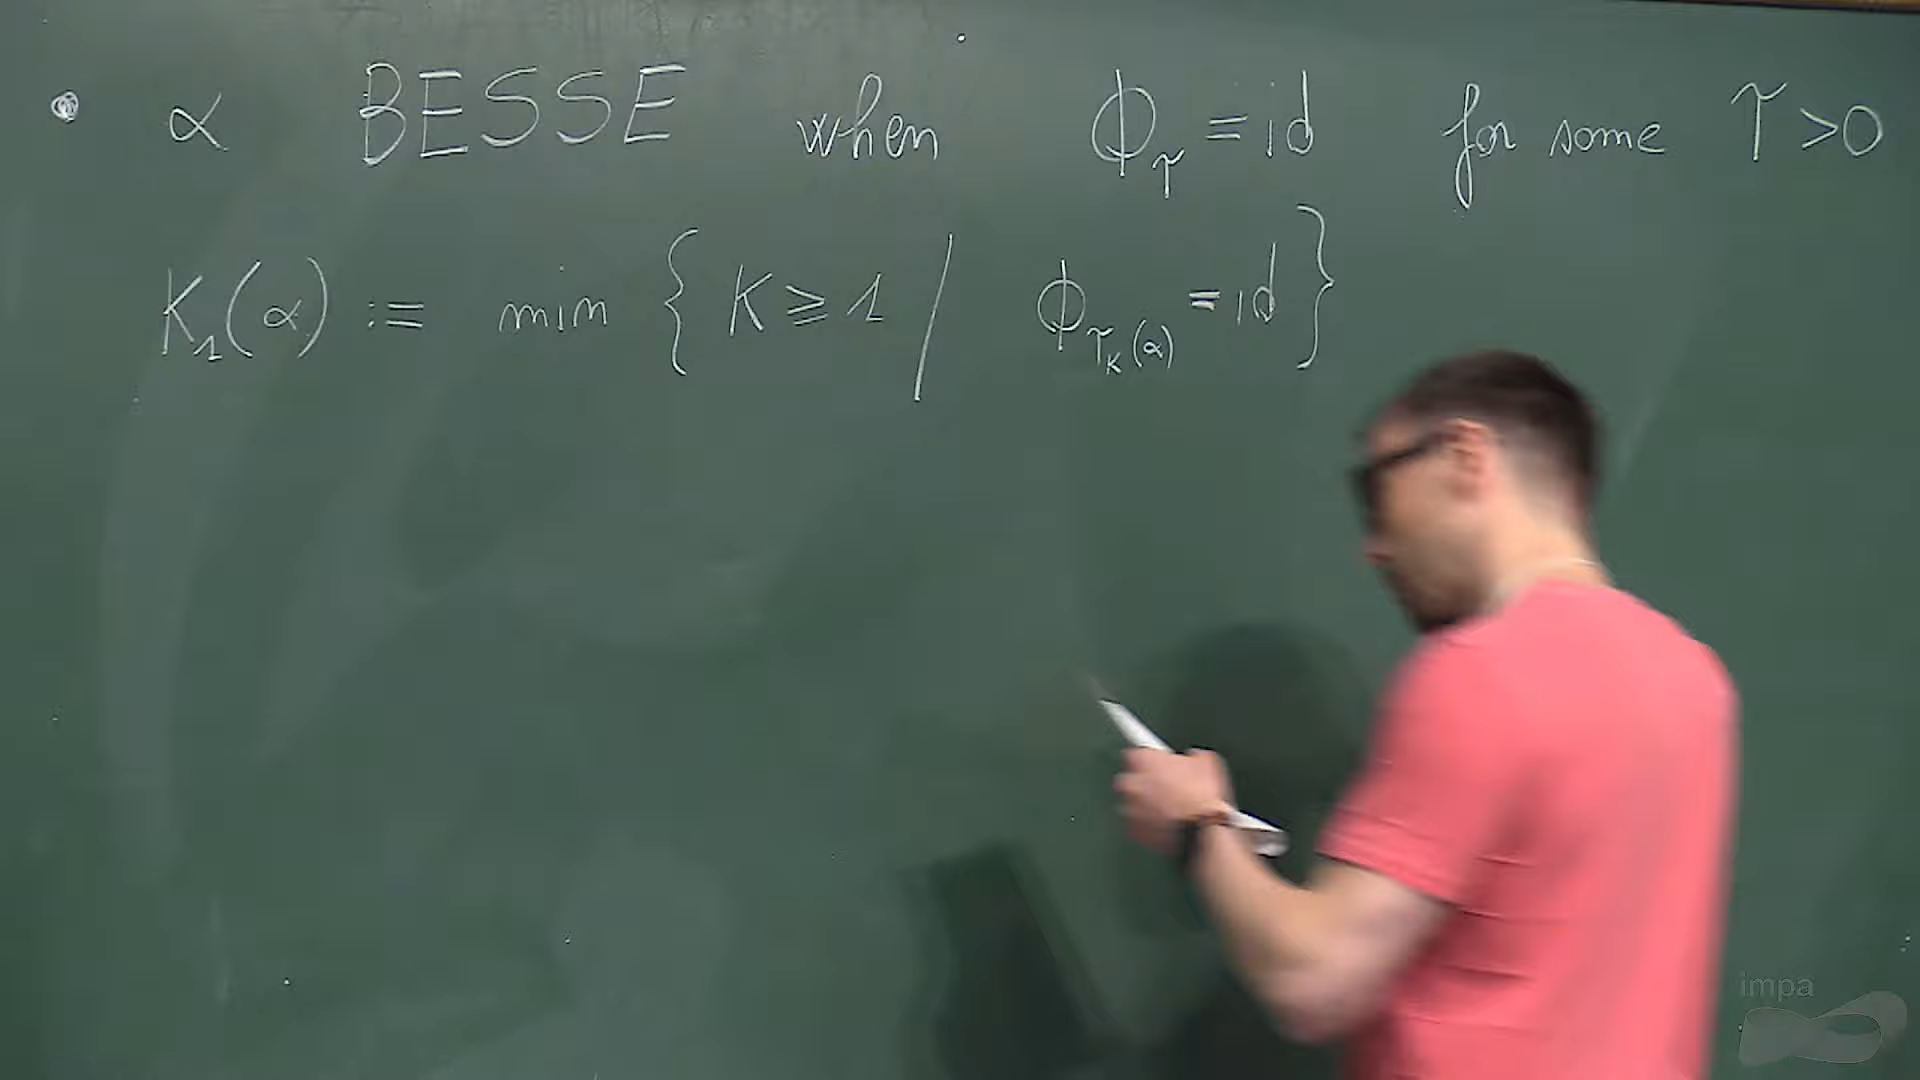 • α BESSE when ϕ_τ = id for some τ > 0
K_1(α) := min { K ≥ 1 / ϕ_{τ_K(α)} = id }
impa